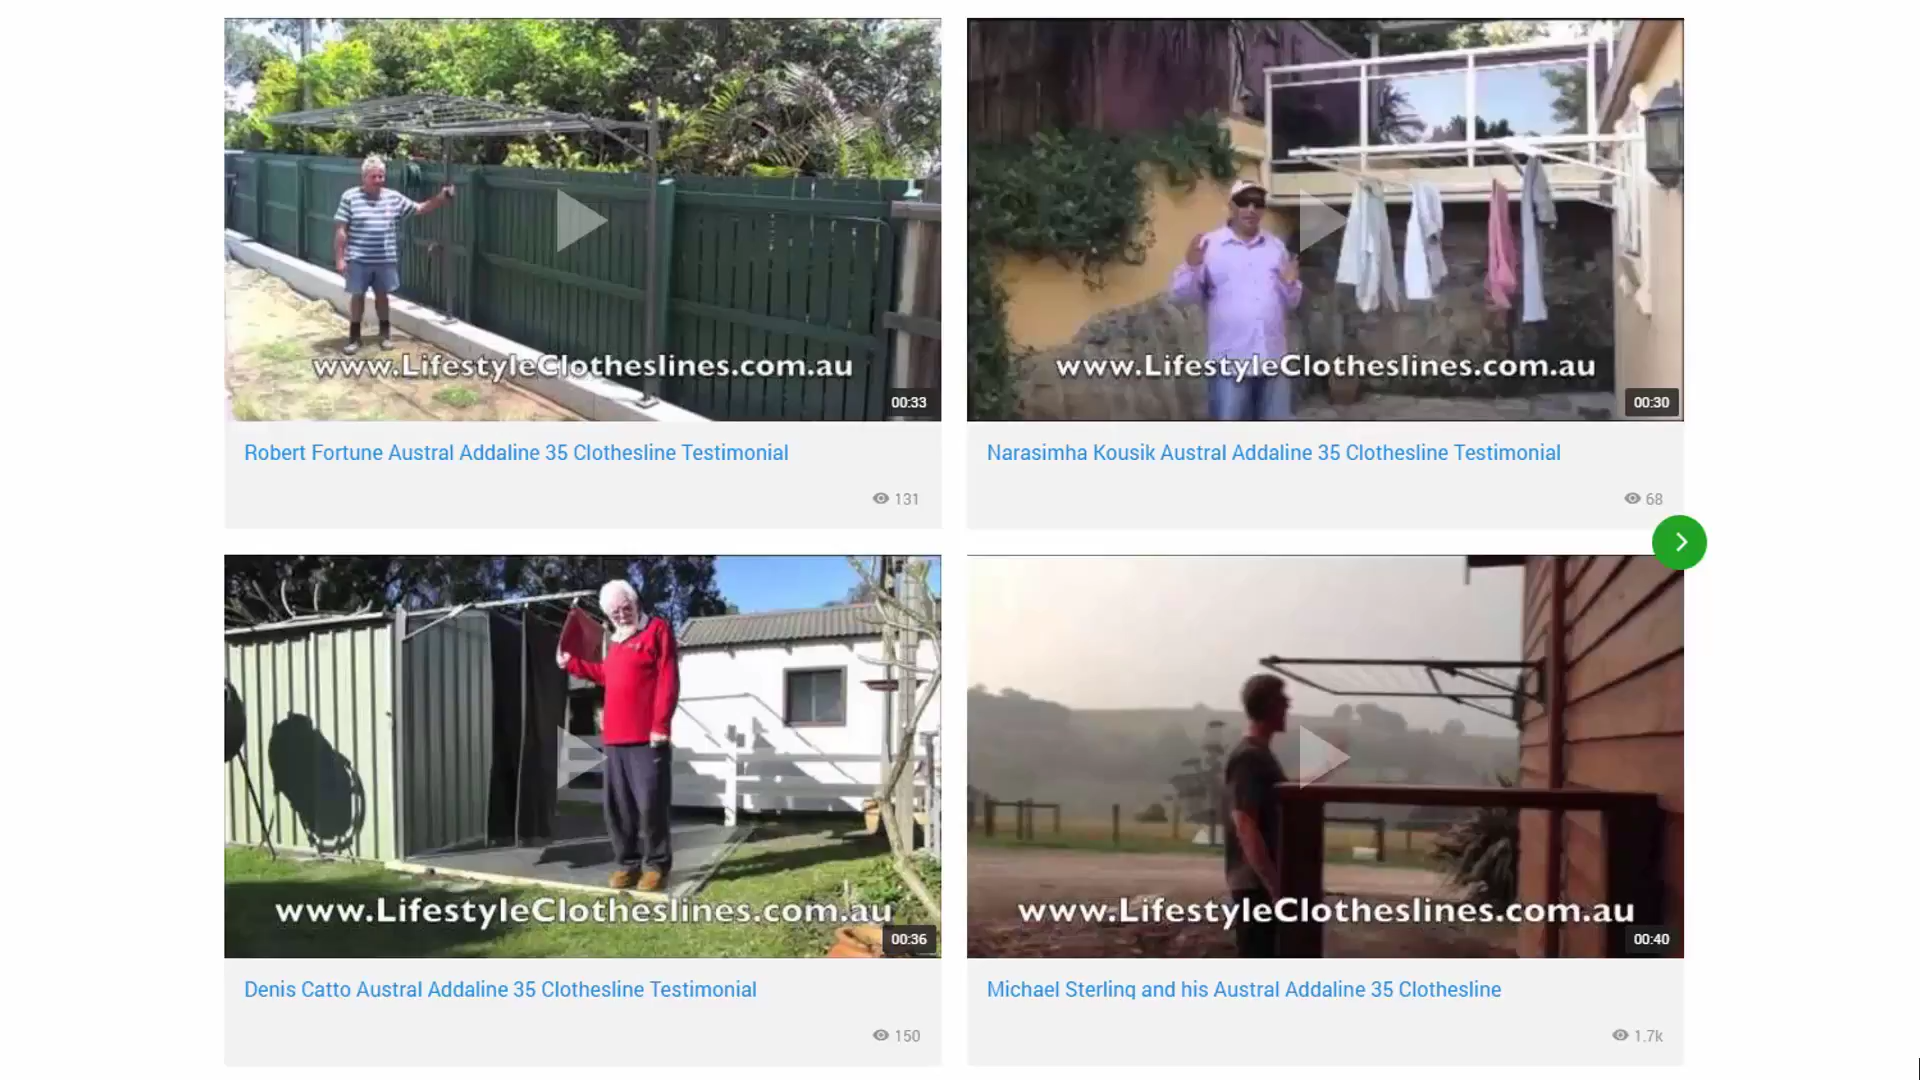 www.LifestyleClotheslines.com.au
00:33
Robert Fortune Austral Addaline 35 Clothesline Testimonial
131
www.LifestyleClotheslines.com.au
00:30
Narasimha Kousik Austral Addaline 35 Clothesline Testimonial
68
www.LifestyleClotheslines.com.au
00:36
Denis Catto Austral Addaline 35 Clothesline Testimonial
150
www.LifestyleClotheslines.com.au
00:40
Michael Sterling and his Austral Addaline 35 Clothesline
1.7k